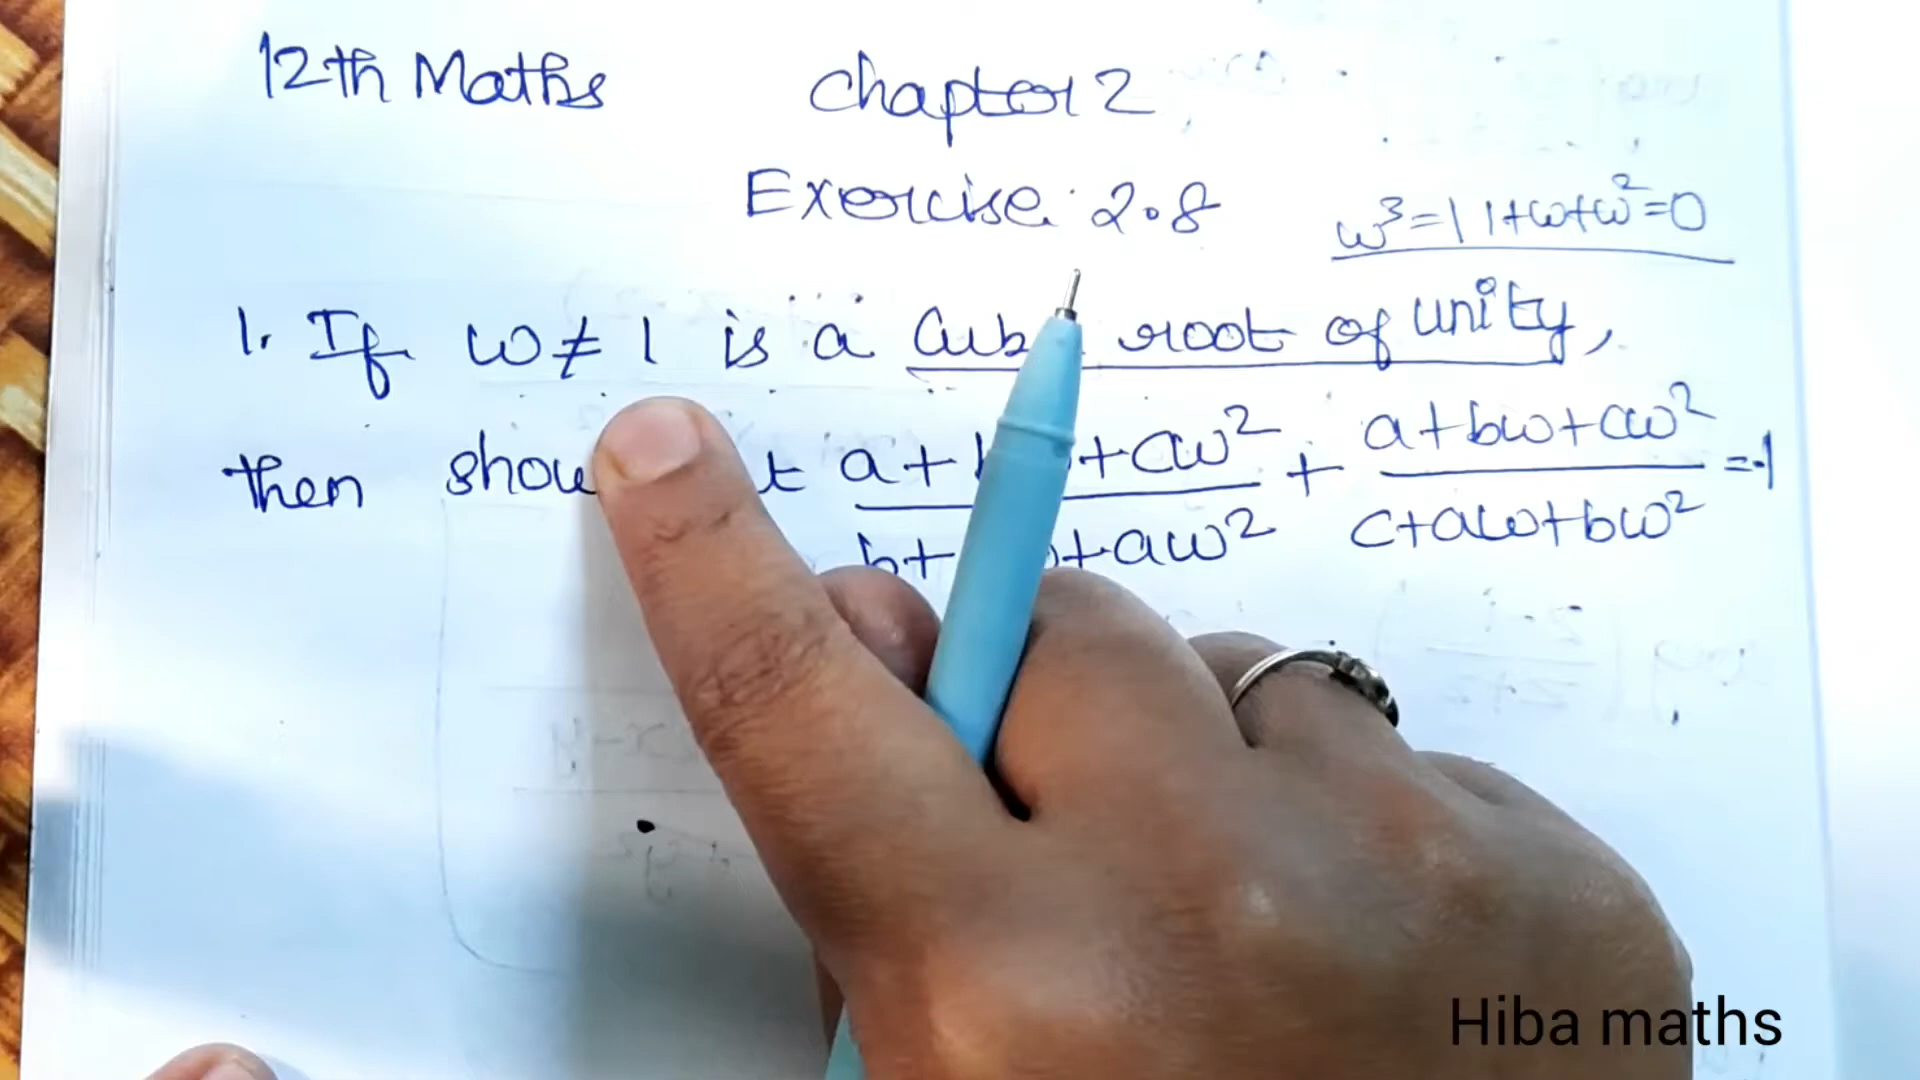 12th Maths Chapter 2
Exercise: 2.8 ω³=1 1+ω+ω²=0
1. If ω≠1 is a Cub root of unity,
then show t a+ +cω² + a+bω+cω² =-1
b+ +aω² c+aω+bω²
Hiba maths